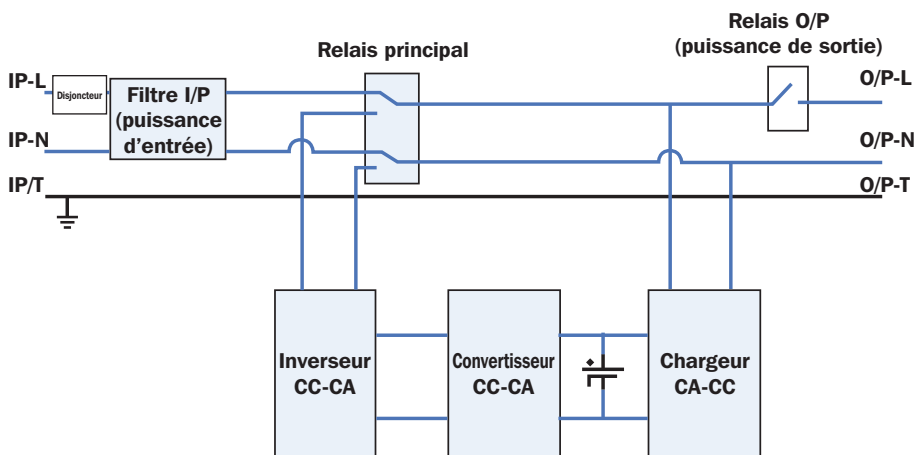 Relais O/P
(puissance de sortie)
Relais principal
IP-L
Disjoncteur
Filtre I/P
(puissance
d'entrée)
O/P-L
IP-N
O/P-N
IP/T
O/P-T
Inverseur
CC-CA
Convertisseur
CC-CA
Chargeur
CA-CC